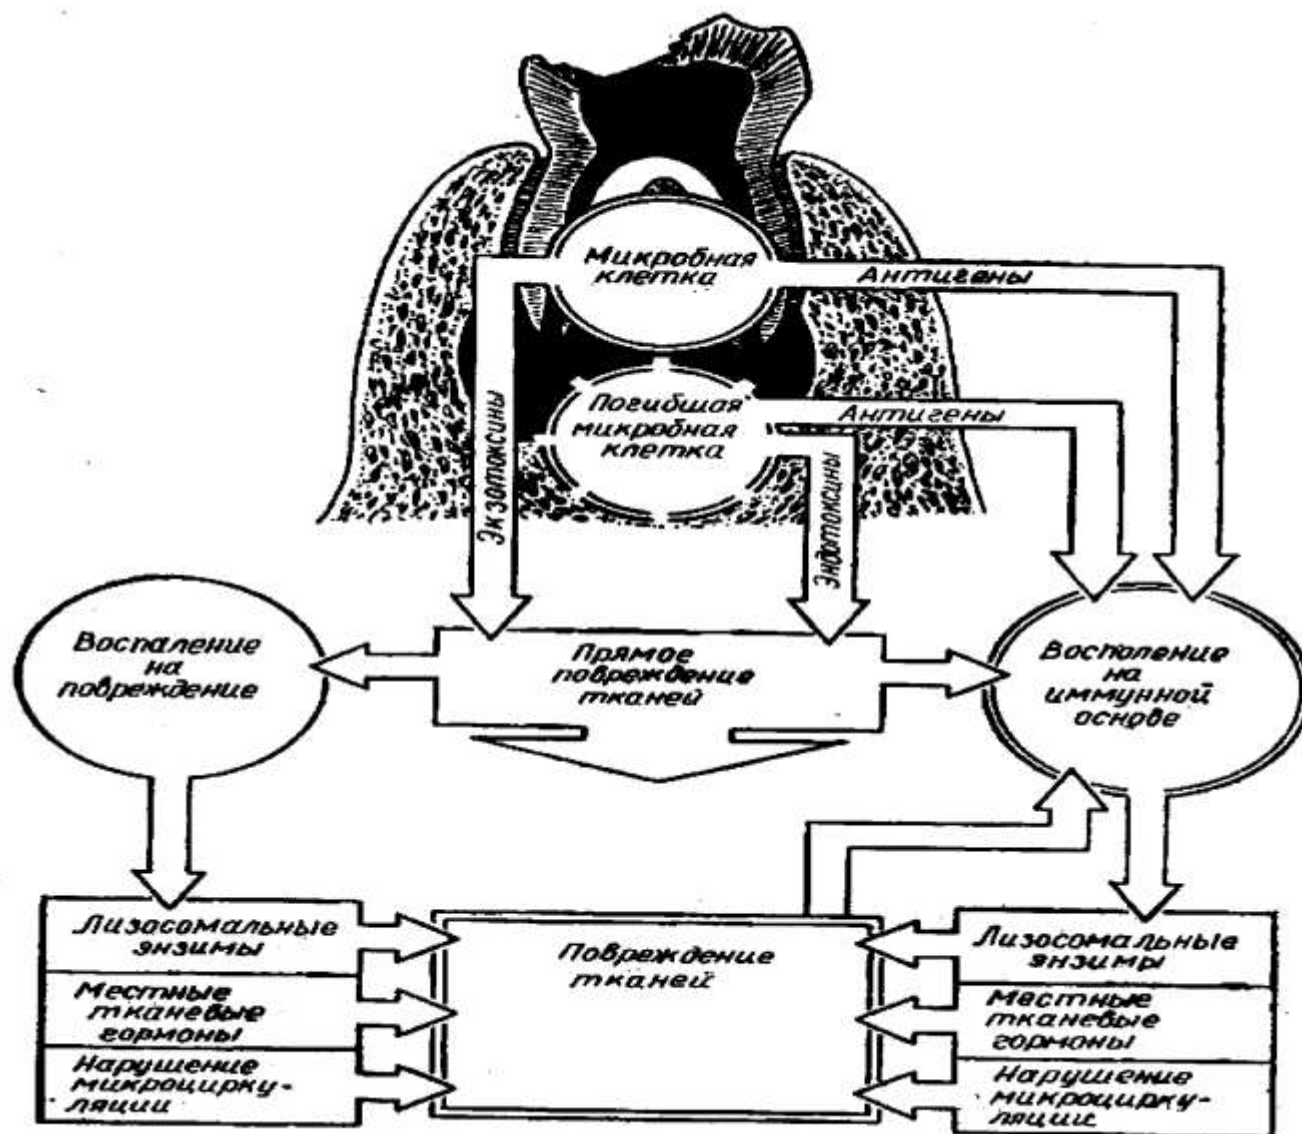 Микробная
клетка
Антигены
Погибшая
микробная
клетка
Антигены
Экзотоксины
Эндотоксины
Воспаление
на
повреждение
Прямое
повреждение
тканей
Воспаление
на
иммунной
основе
Лизосомальные
энзимы
Местные
тканевые
гормоны
Нарушение
микроцирку-
ляции
Повреждение
тканей
Лизосомальные
энзимы
Местные
тканевые
гормоны
Нарушение
микроцирку-
ляции